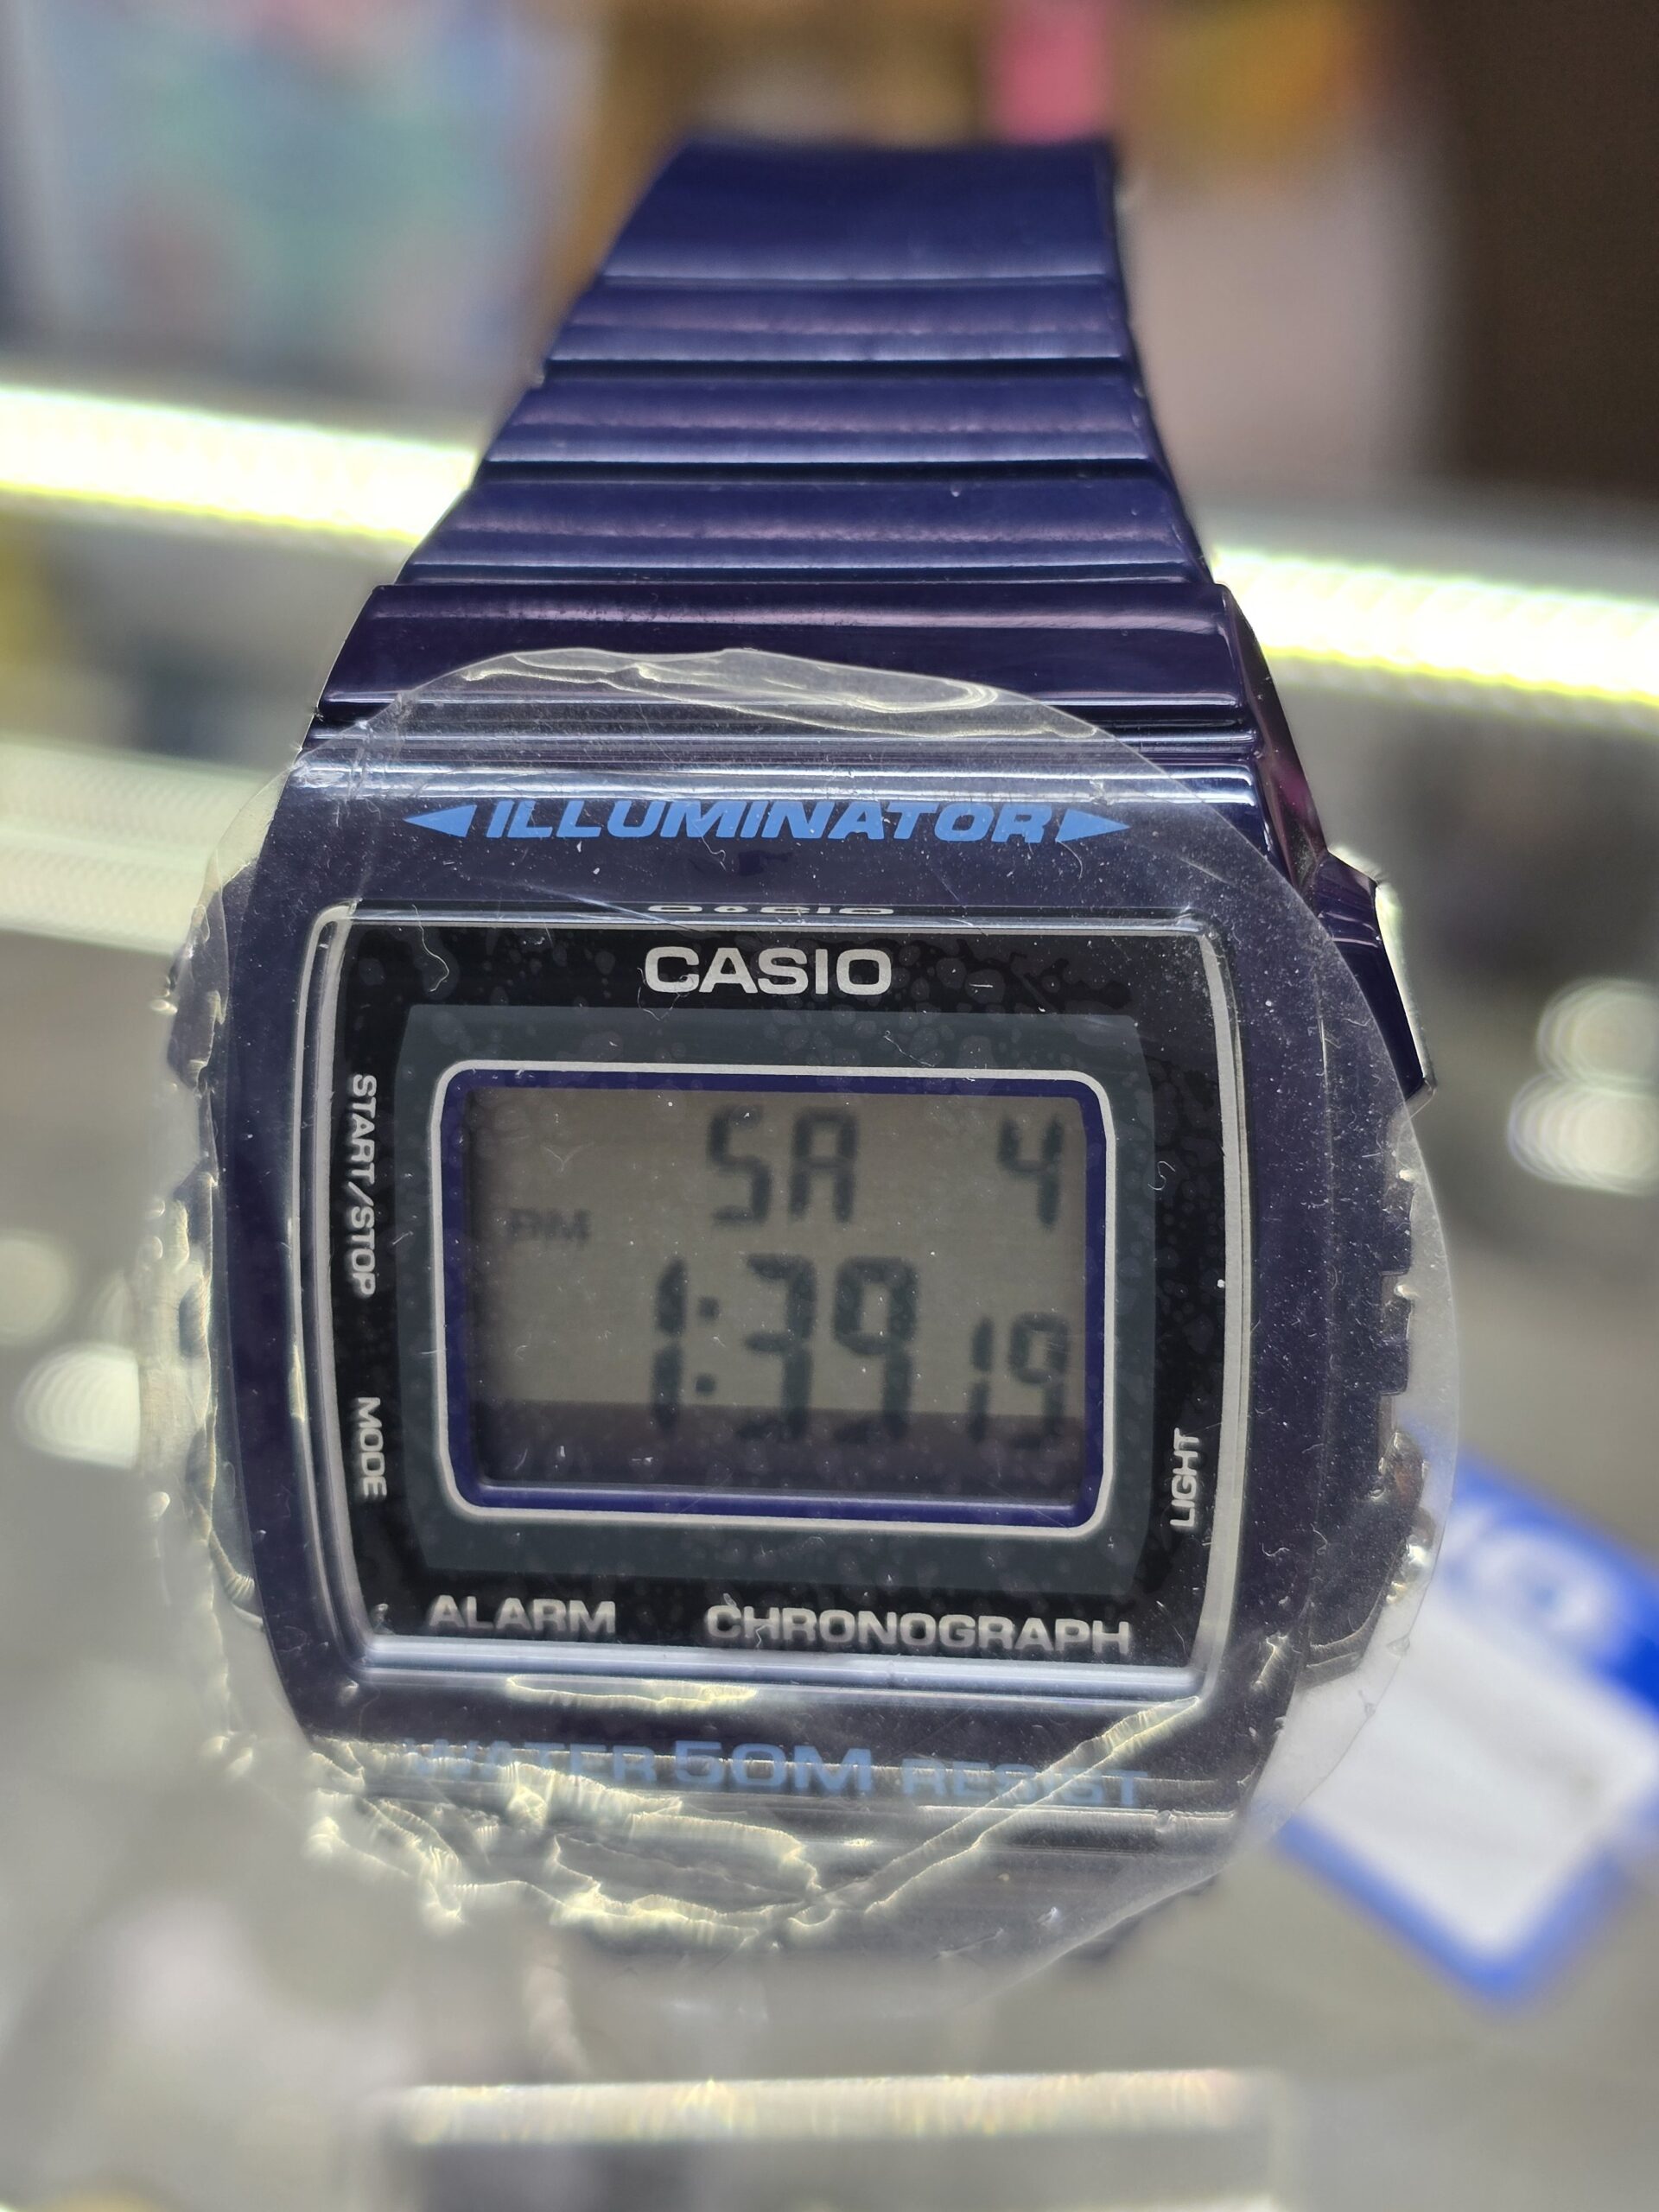 ILLUMINATOR
CASIO
START/STOP
SA 4
PM
1:39 19
MODE
LIGHT
ALARM CHRONOGRAPH
WATER 50M RESIST